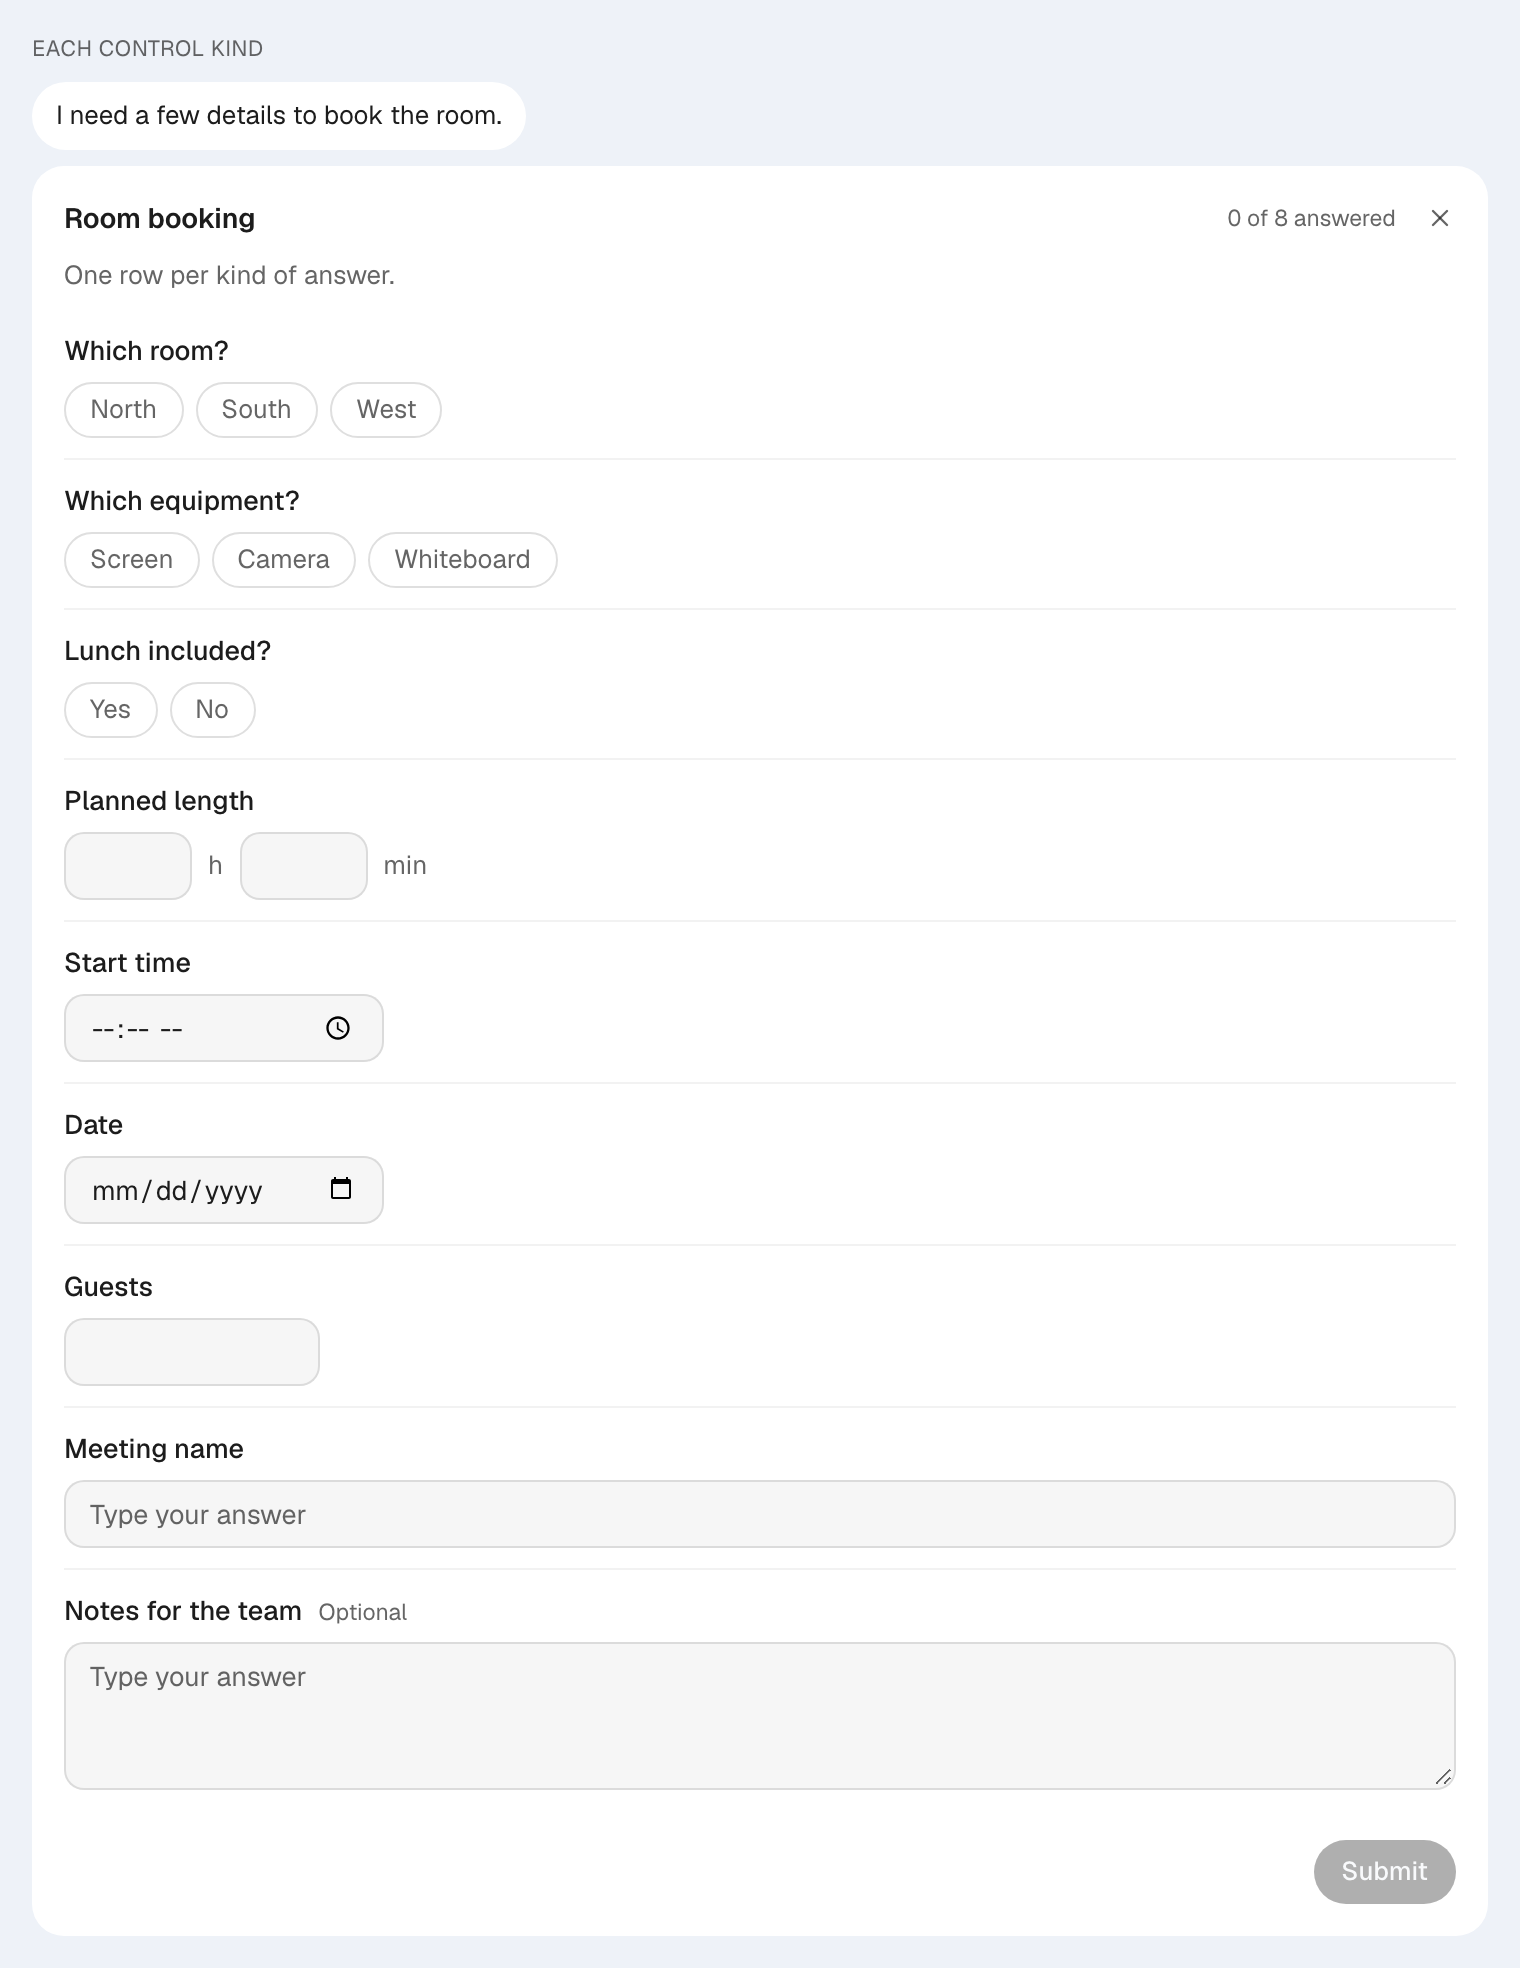 EACH CONTROL KIND
I need a few details to book the room.
Room booking
0 of 8 answered
One row per kind of answer.
Which room?
North South West
Which equipment?
Screen Camera Whiteboard
Lunch included?
Yes No
Planned length
h min
Start time
--:-- --
Date
mm/dd/yyyy
Guests
Meeting name
Type your answer
Notes for the team Optional
Type your answer
Submit